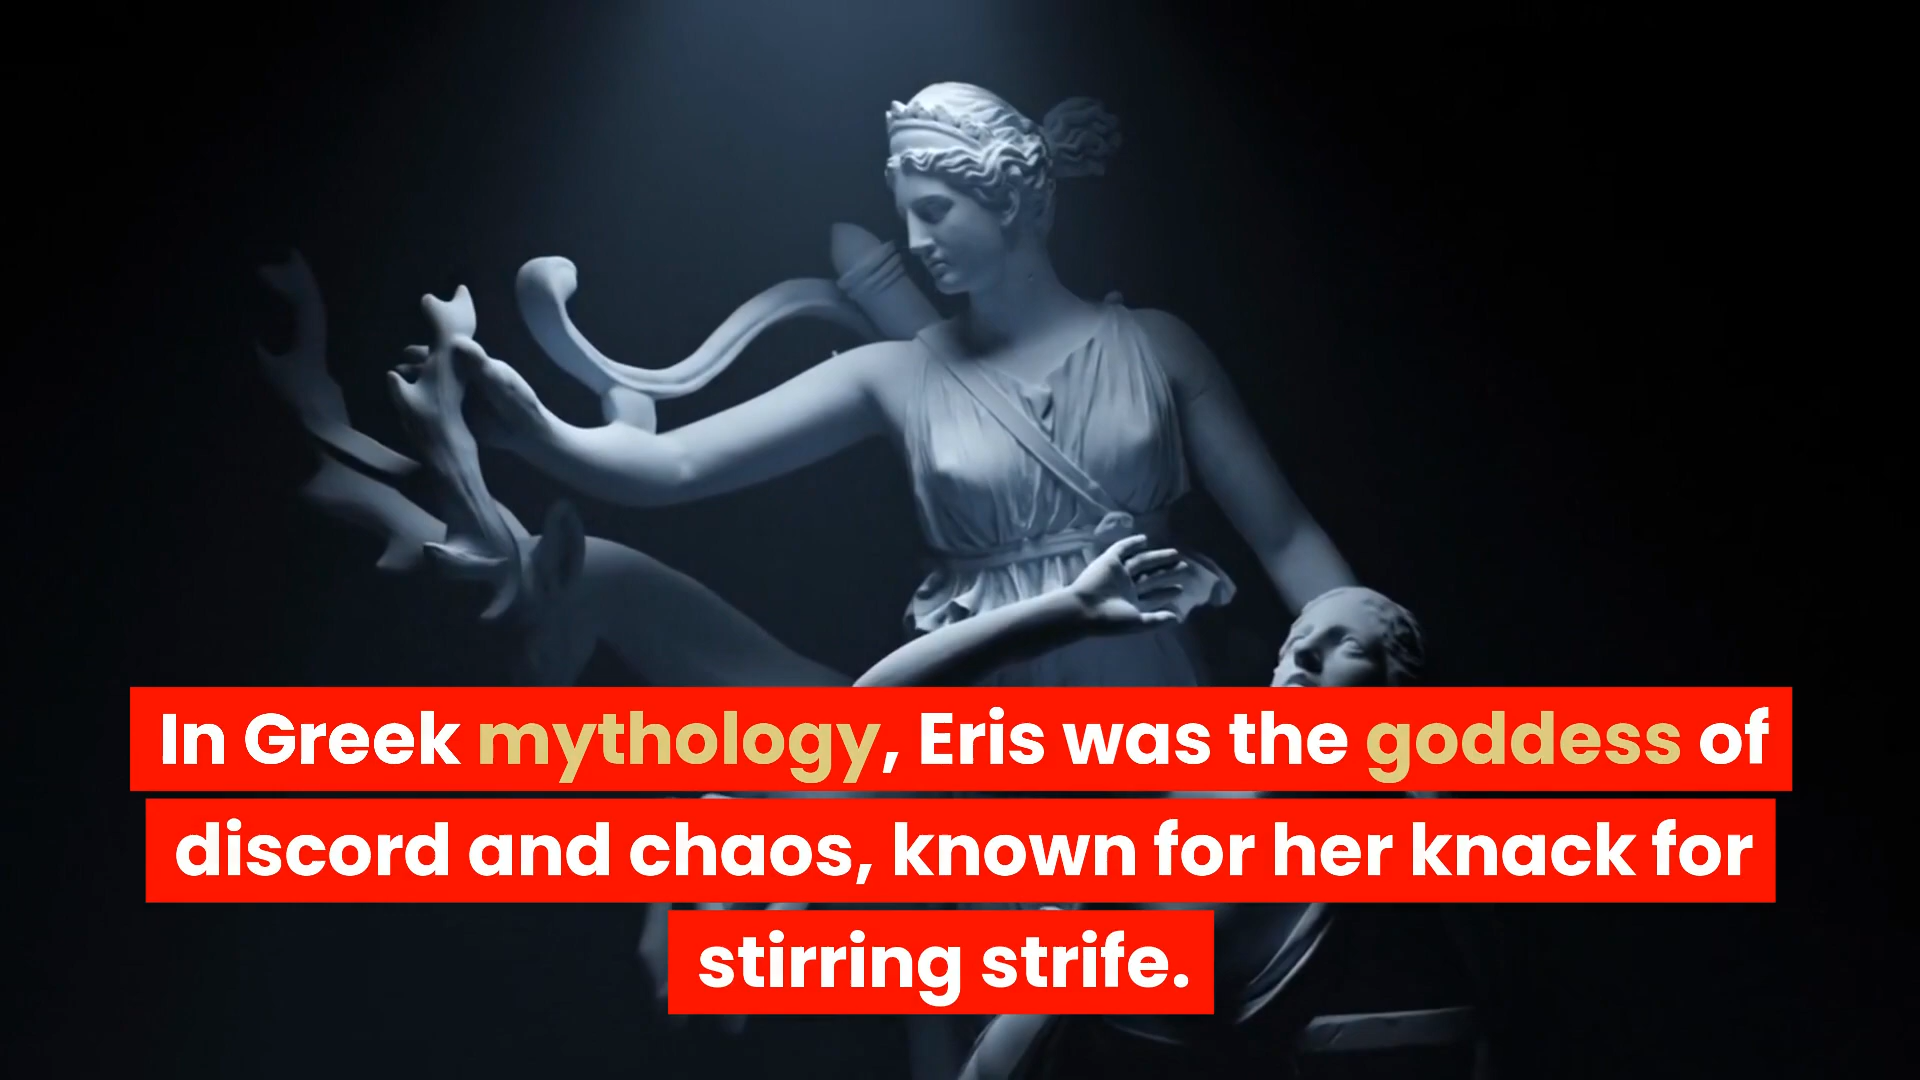 In Greek mythology, Eris was the goddess of
discord and chaos, known for her knack for
stirring strife.